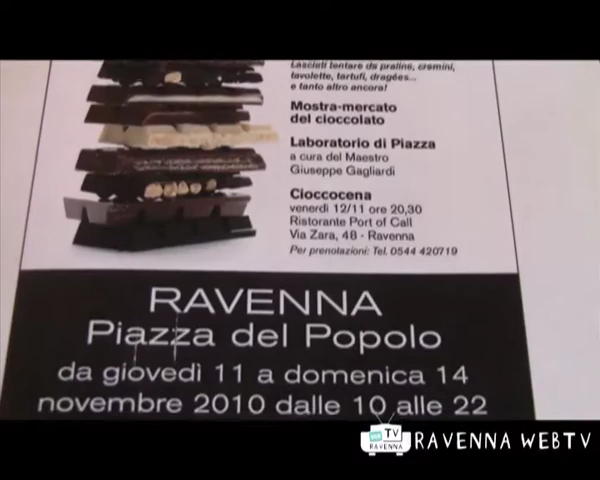 Lasciati tentare da praline, cremini,
tavolette, tartufi, dragées...
e tanto altro ancora!
Mostra-mercato
del cioccolato
Laboratorio di Piazza
a cura del Maestro
Giuseppe Gagliardi
Cioccocena
venerdì 12/11 ore 20,30
Ristorante Port of Call
Via Zara, 48 - Ravenna
Per prenotazioni: Tel. 0544 420719
RAVENNA
Piazza del Popolo
da giovedì 11 a domenica 14
novembre 2010 dalle 10 alle 22
WEB TV
RAVENNA
RAVENNA WEBTV